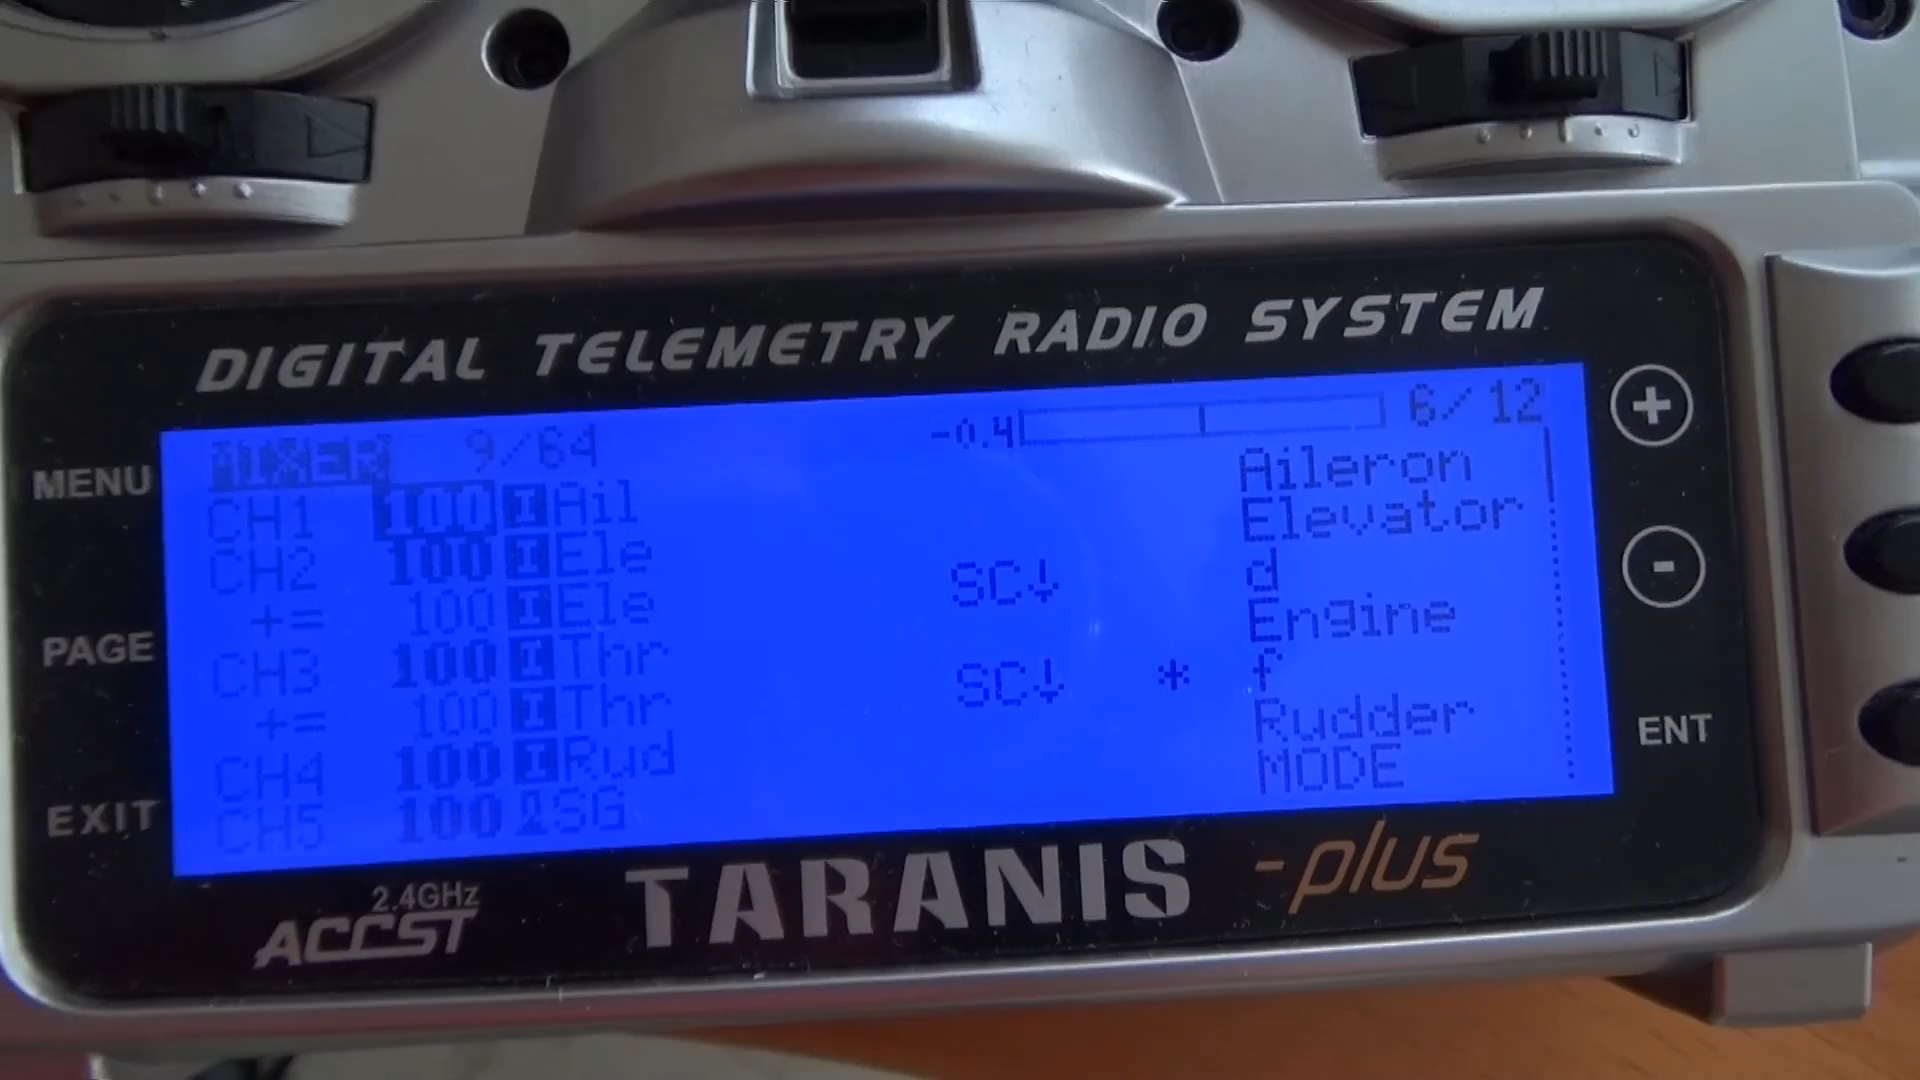 DIGITAL TELEMETRY RADIO SYSTEM
MIXER 9/64 -0.4 6/12
CH1 100 I Ail Aileron
CH2 100 I Ele Elevator
+= 100 I Ele SC↓ d
CH3 100 I Thr Engine
+= 100 I Thr SC↓ * f
CH4 100 I Rud Rudder
CH5 100 SG MODE
MENU
PAGE
EXIT
+
-
ENT
2.4GHz
ACCST
TARANIS -plus